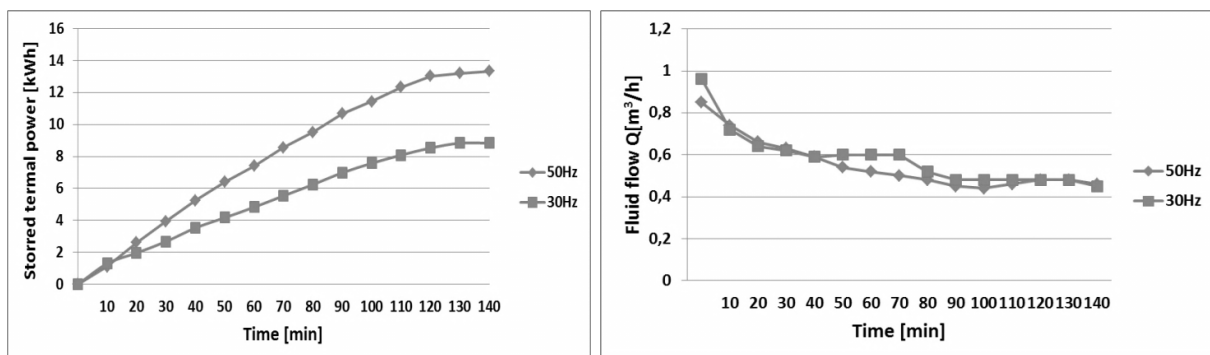 Storred termal power [kWh]
16
14
12
10
8
6
4
2
0
10 20 30 40 50 60 70 80 90 100 110 120 130 140
Time [min]
50Hz
30Hz
Fluid flow Q[m³/h]
1,2
1
0,8
0,6
0,4
0,2
0
10 20 30 40 50 60 70 80 90 100 110 120 130 140
Time [min]
50Hz
30Hz